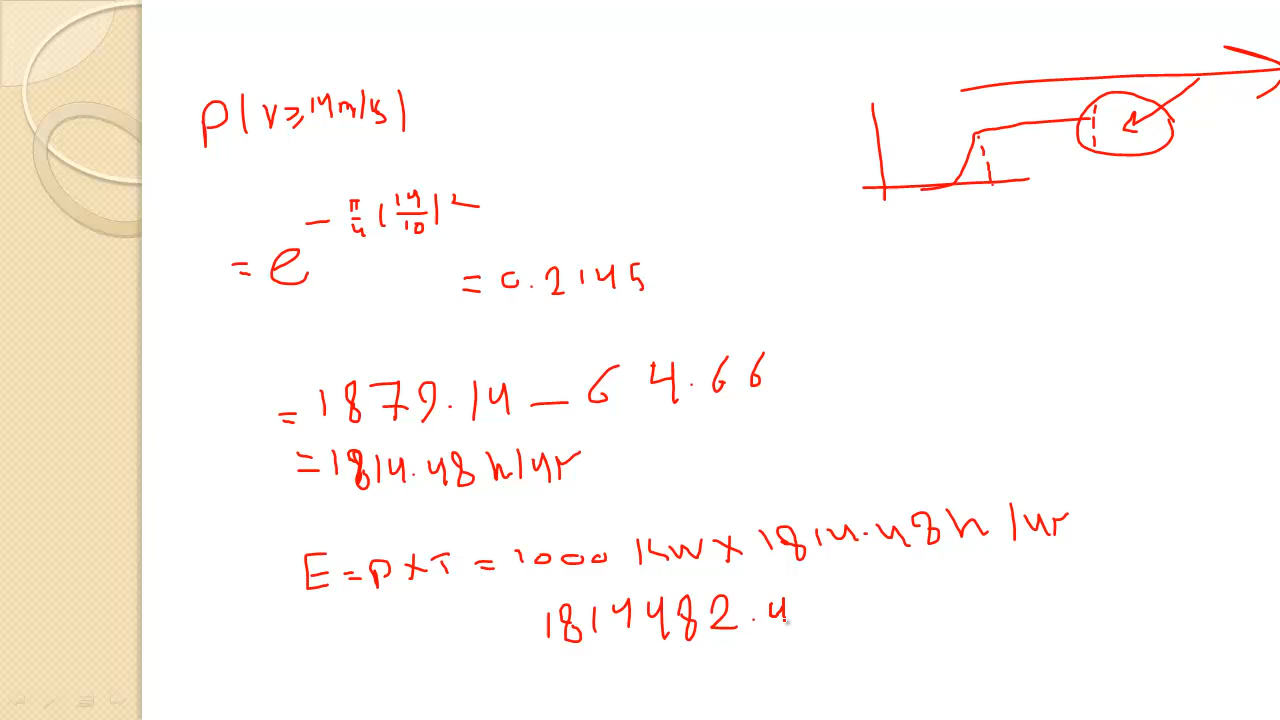 P(V≥14m/s)
= e^{-π/4(14/10)^2} = 0.2145
= 1879.14 - 64.66
= 1814.48 h/yr
E = P x T = 1000 KW x 1814.48 h/yr
1814482.4